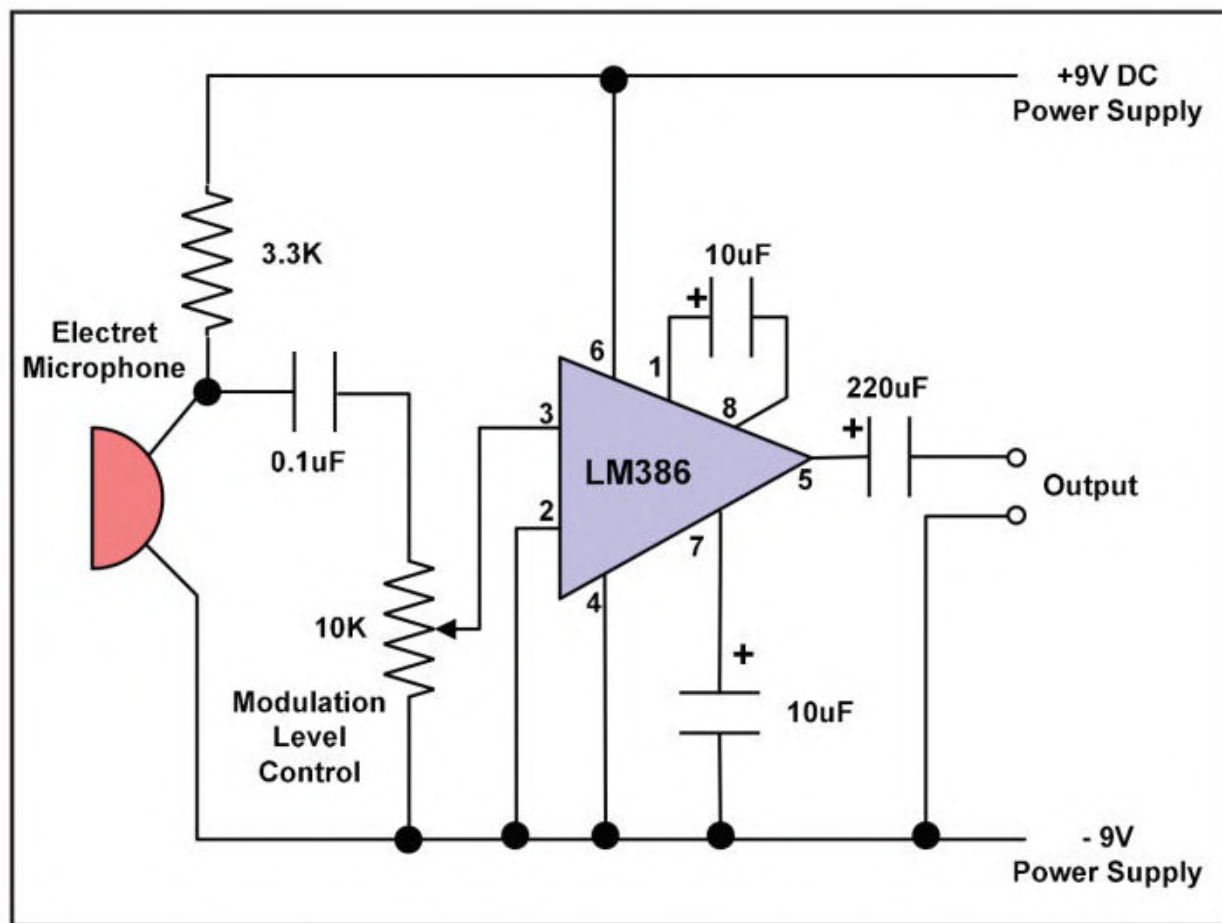 +9V DC
Power Supply
3.3K
10uF
+
Electret
Microphone
6
1
8
220uF
+
3
0.1uF
LM386
5
Output
2
7
4
10K
+
10uF
Modulation
Level
Control
- 9V
Power Supply